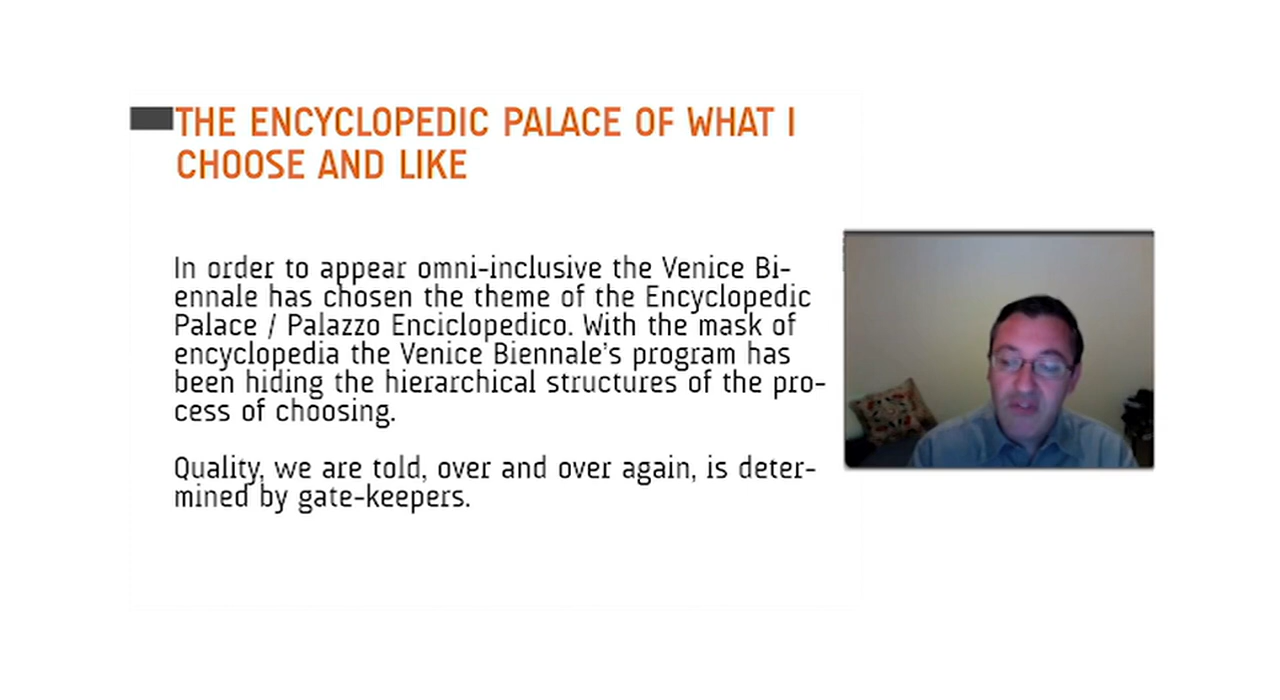 THE ENCYCLOPEDIC PALACE OF WHAT I
CHOOSE AND LIKE
In order to appear omni-inclusive the Venice Bi-
ennale has chosen the theme of the Encyclopedic
Palace / Palazzo Enciclopedico. With the mask of
encyclopedia the Venice Biennale's program has
been hiding the hierarchical structures of the pro-
cess of choosing.
Quality, we are told, over and over again, is deter-
mined by gate-keepers.